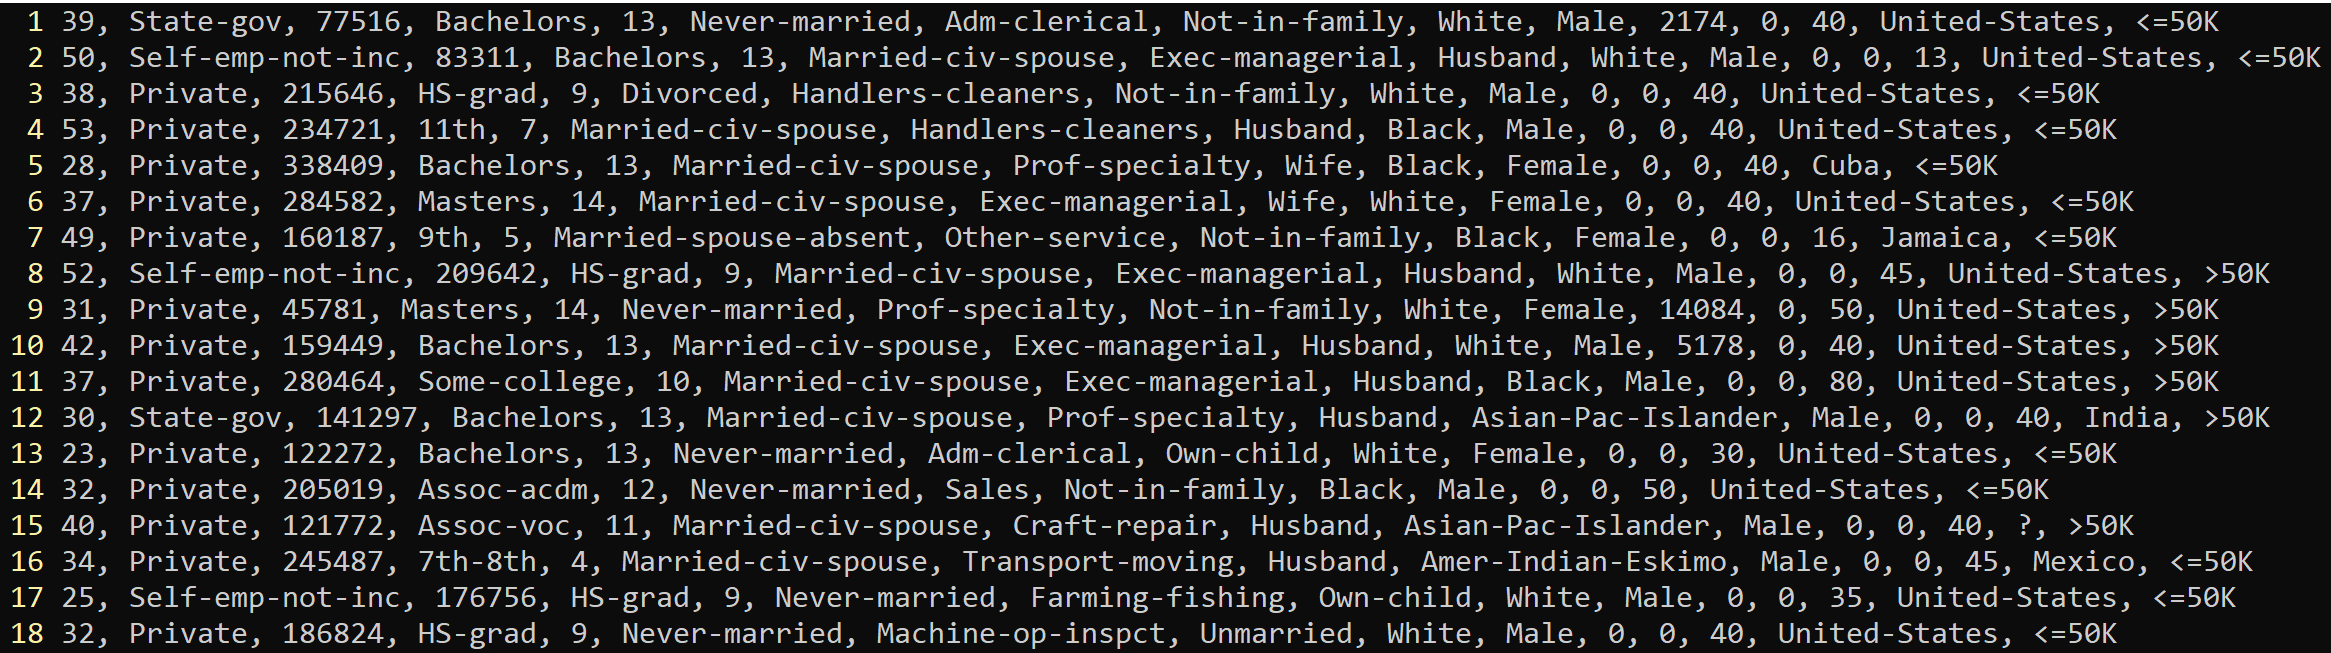 1 39, State-gov, 77516, Bachelors, 13, Never-married, Adm-clerical, Not-in-family, White, Male, 2174, 0, 40, United-States, <=50K
2 50, Self-emp-not-inc, 83311, Bachelors, 13, Married-civ-spouse, Exec-managerial, Husband, White, Male, 0, 0, 13, United-States, <=50K
3 38, Private, 215646, HS-grad, 9, Divorced, Handlers-cleaners, Not-in-family, White, Male, 0, 0, 40, United-States, <=50K
4 53, Private, 234721, 11th, 7, Married-civ-spouse, Handlers-cleaners, Husband, Black, Male, 0, 0, 40, United-States, <=50K
5 28, Private, 338409, Bachelors, 13, Married-civ-spouse, Prof-specialty, Wife, Black, Female, 0, 0, 40, Cuba, <=50K
6 37, Private, 284582, Masters, 14, Married-civ-spouse, Exec-managerial, Wife, White, Female, 0, 0, 40, United-States, <=50K
7 49, Private, 160187, 9th, 5, Married-spouse-absent, Other-service, Not-in-family, Black, Female, 0, 0, 16, Jamaica, <=50K
8 52, Self-emp-not-inc, 209642, HS-grad, 9, Married-civ-spouse, Exec-managerial, Husband, White, Male, 0, 0, 45, United-States, >50K
9 31, Private, 45781, Masters, 14, Never-married, Prof-specialty, Not-in-family, White, Female, 14084, 0, 50, United-States, >50K
10 42, Private, 159449, Bachelors, 13, Married-civ-spouse, Exec-managerial, Husband, White, Male, 5178, 0, 40, United-States, >50K
11 37, Private, 280464, Some-college, 10, Married-civ-spouse, Exec-managerial, Husband, Black, Male, 0, 0, 80, United-States, >50K
12 30, State-gov, 141297, Bachelors, 13, Married-civ-spouse, Prof-specialty, Husband, Asian-Pac-Islander, Male, 0, 0, 40, India, >50K
13 23, Private, 122272, Bachelors, 13, Never-married, Adm-clerical, Own-child, White, Female, 0, 0, 30, United-States, <=50K
14 32, Private, 205019, Assoc-acdm, 12, Never-married, Sales, Not-in-family, Black, Male, 0, 0, 50, United-States, <=50K
15 40, Private, 121772, Assoc-voc, 11, Married-civ-spouse, Craft-repair, Husband, Asian-Pac-Islander, Male, 0, 0, 40, ?, >50K
16 34, Private, 245487, 7th-8th, 4, Married-civ-spouse, Transport-moving, Husband, Amer-Indian-Eskimo, Male, 0, 0, 45, Mexico, <=50K
17 25, Self-emp-not-inc, 176756, HS-grad, 9, Never-married, Farming-fishing, Own-child, White, Male, 0, 0, 35, United-States, <=50K
18 32, Private, 186824, HS-grad, 9, Never-married, Machine-op-inspct, Unmarried, White, Male, 0, 0, 40, United-States, <=50K